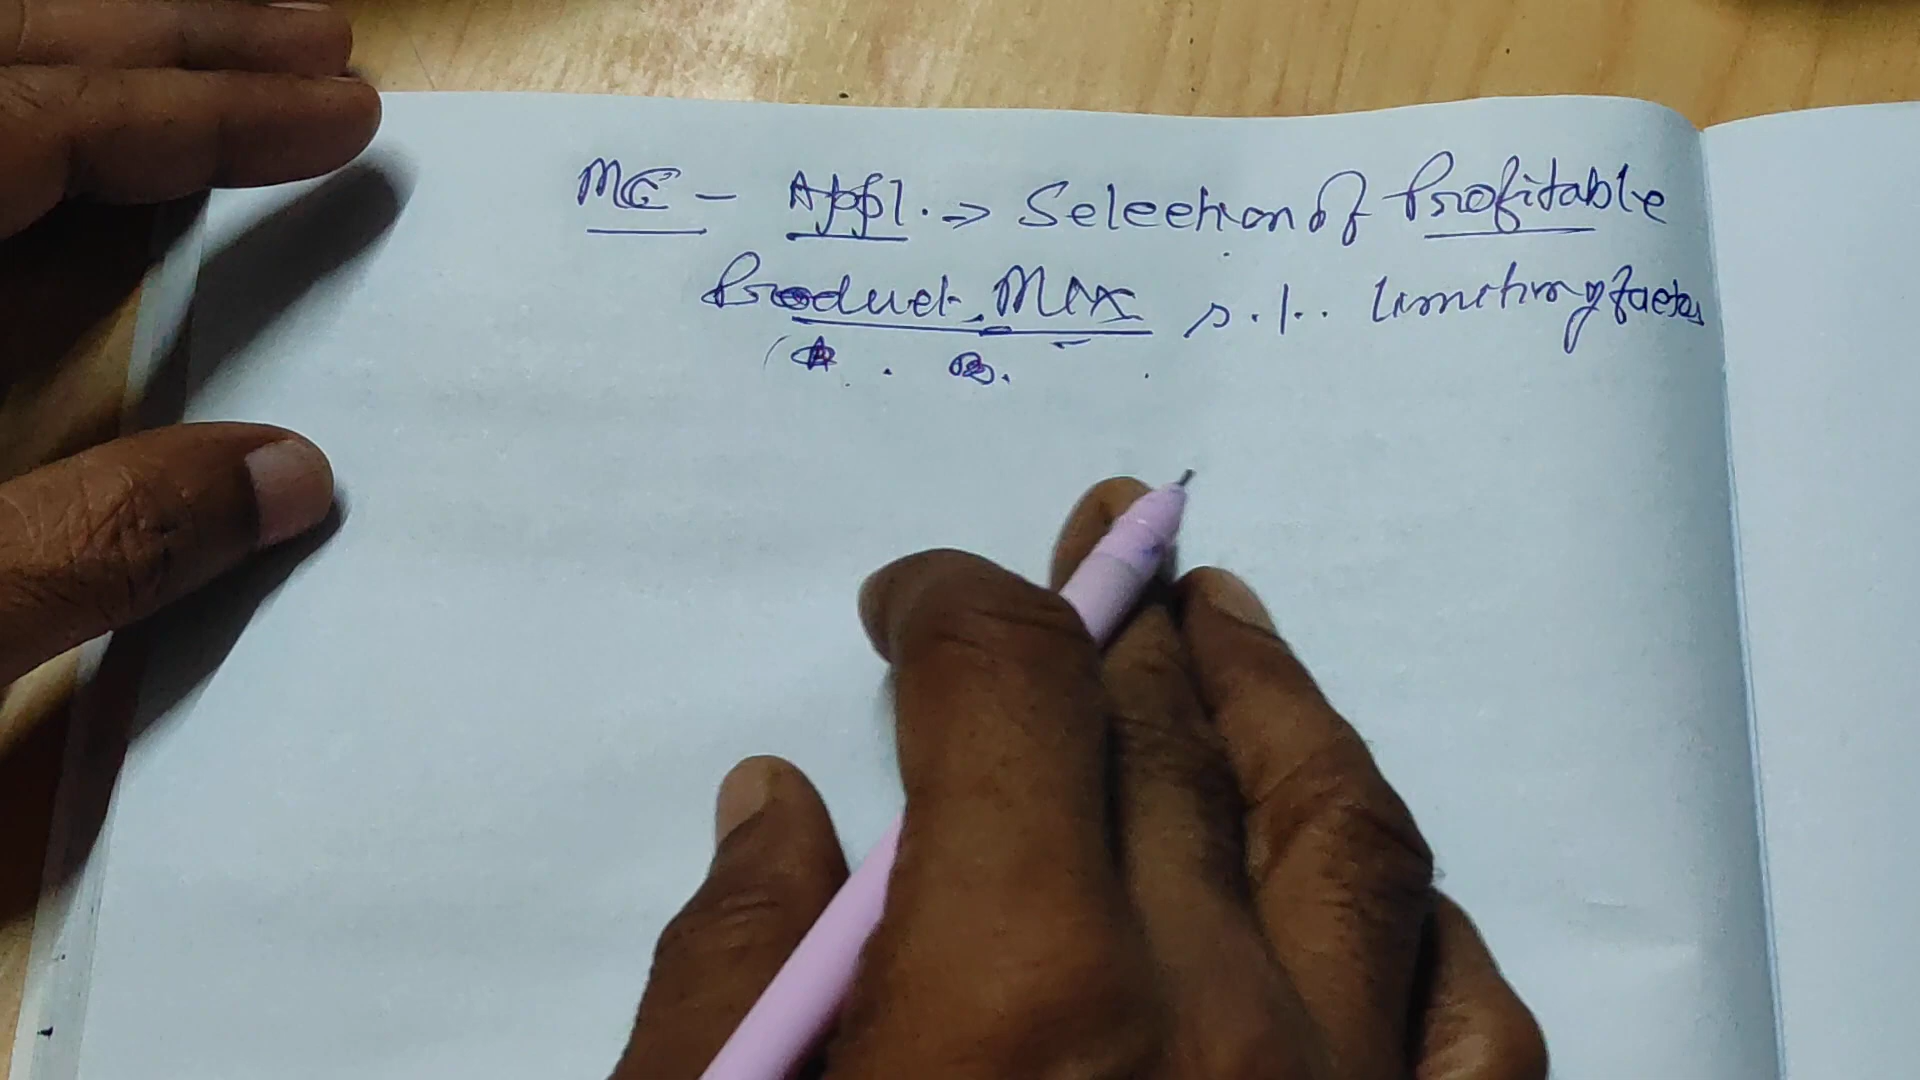 MC - Appl. => Selection of Profitable
Product Mix s.t. limiting factor
(A . B.